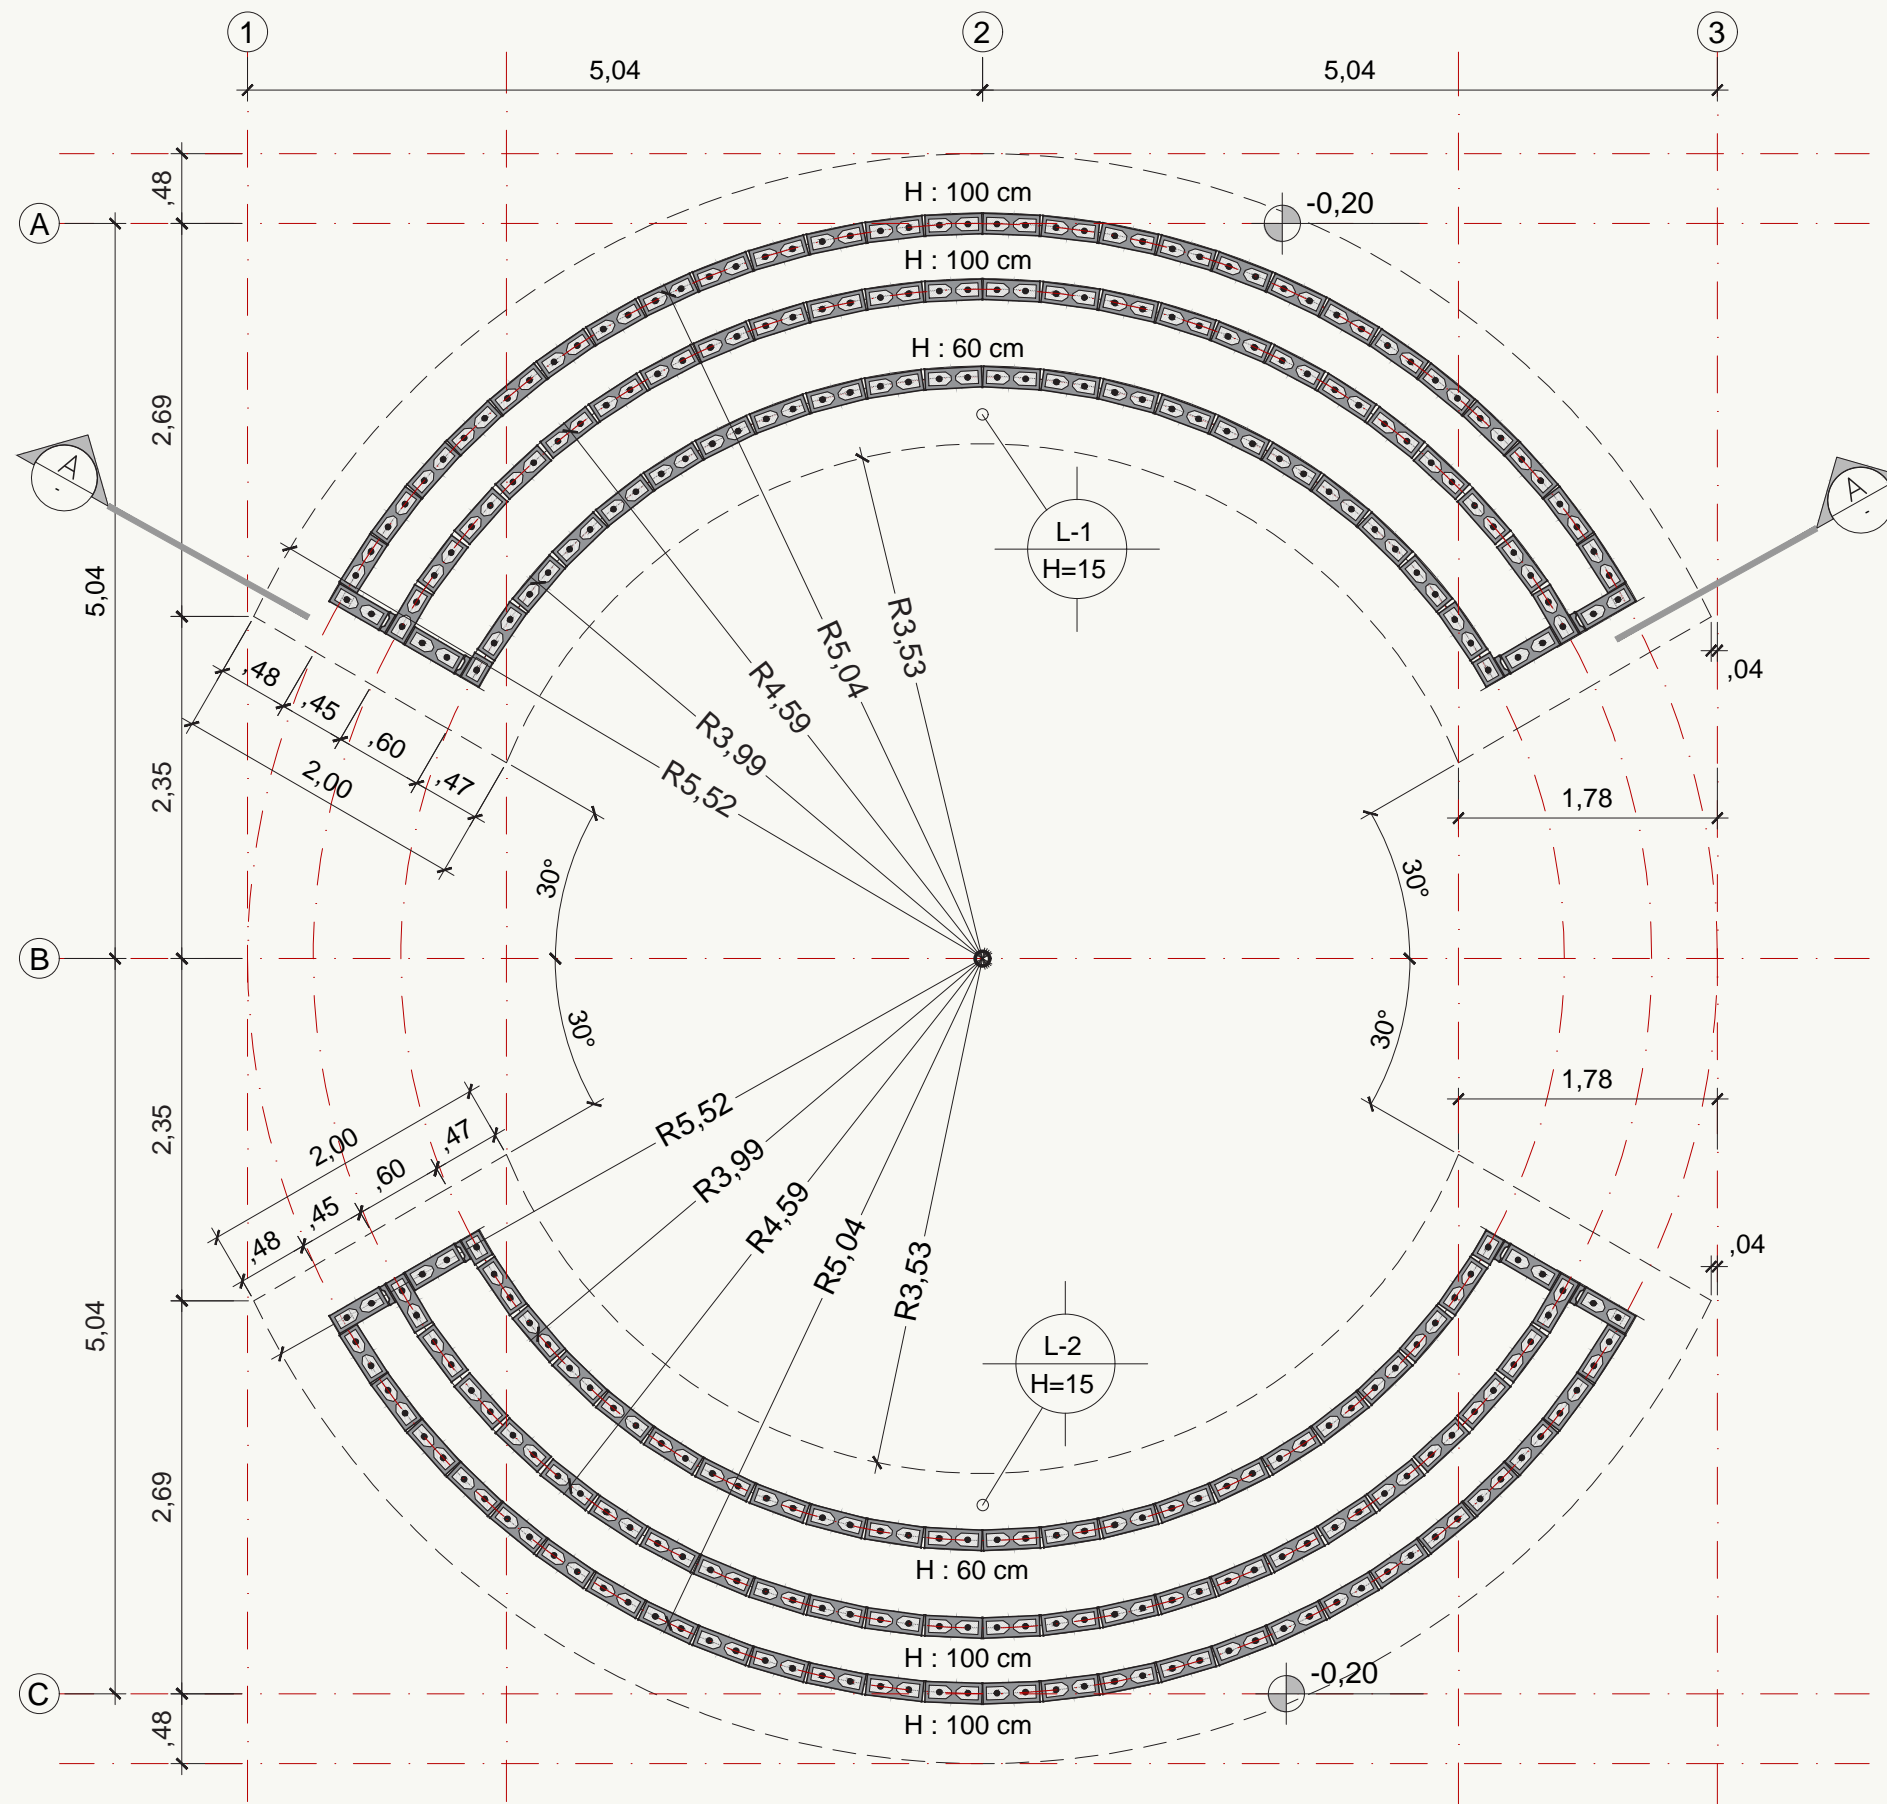 1
2
3
5,04
5,04
,48
H : 100 cm
-0,20
A
H : 100 cm
H : 60 cm
2,69
A
-
A
-
L-1
H=15
5,04
R3,53
R5,04
R4,59
R3,99
R5,52
,48
,45
,60
,47
2,00
,04
2,35
1,78
30°
30°
B
30°
30°
2,35
1,78
R5,52
R3,99
R4,59
R5,04
R3,53
2,00
,47
,60
,45
,48
,04
5,04
L-2
H=15
2,69
H : 60 cm
H : 100 cm
-0,20
C
,48
H : 100 cm